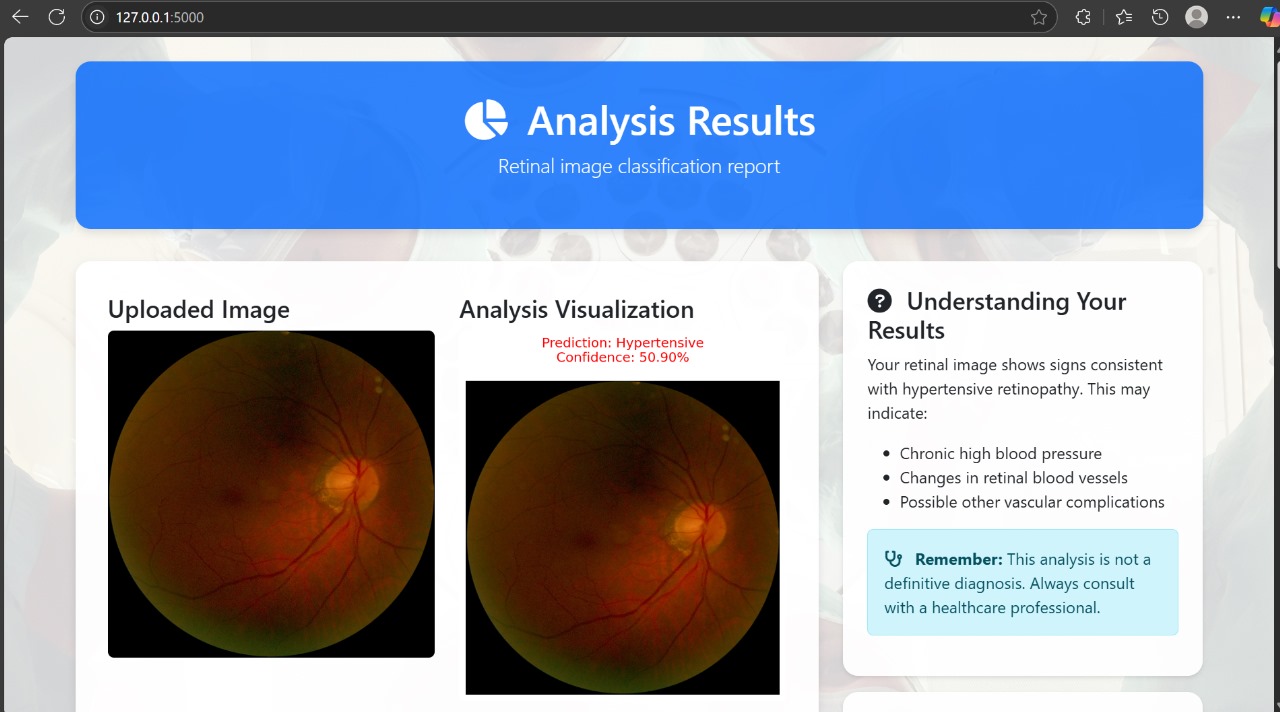 127.0.0.1:5000
Analysis Results
Retinal image classification report
Uploaded Image
Analysis Visualization
Prediction: Hypertensive
Confidence: 50.90%
Understanding Your
Results
Your retinal image shows signs consistent
with hypertensive retinopathy. This may
indicate:
Chronic high blood pressure
Changes in retinal blood vessels
Possible other vascular complications
Remember: This analysis is not a
definitive diagnosis. Always consult
with a healthcare professional.